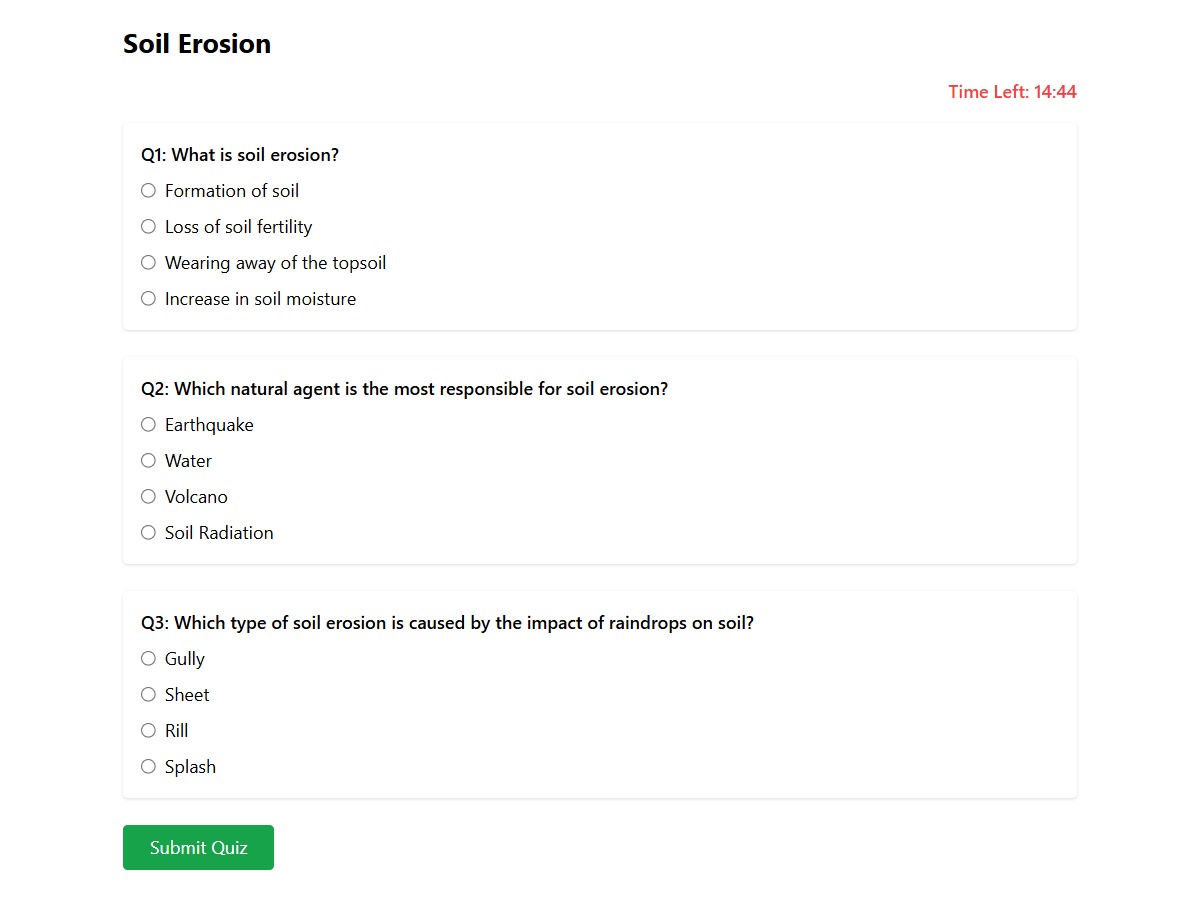 Soil Erosion
Time Left: 14:44
Q1: What is soil erosion?
Formation of soil
Loss of soil fertility
Wearing away of the topsoil
Increase in soil moisture
Q2: Which natural agent is the most responsible for soil erosion?
Earthquake
Water
Volcano
Soil Radiation
Q3: Which type of soil erosion is caused by the impact of raindrops on soil?
Gully
Sheet
Rill
Splash
Submit Quiz